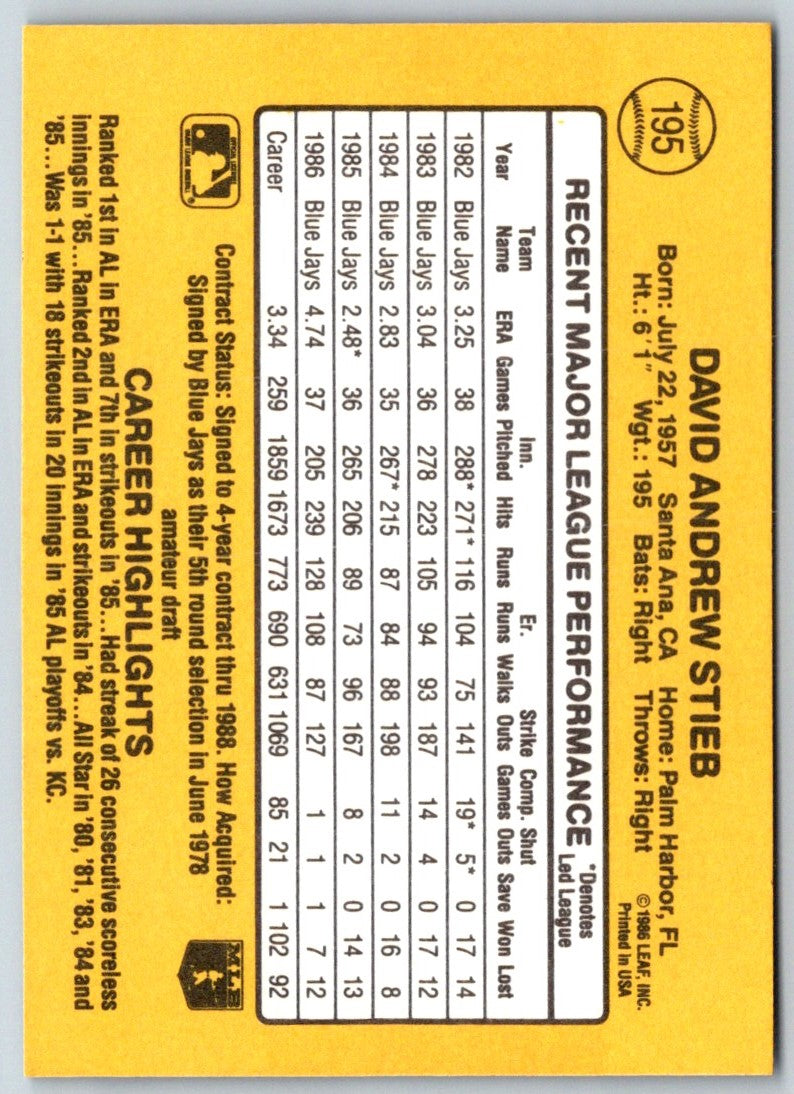 195
DAVID ANDREW STIEB
Born: July 22, 1957 Santa Ana, CA Home: Palm Harbor, FL
Ht.: 6'1" Wgt.: 195 Bats: Right Throws: Right
© 1986 LEAF, INC.
Printed in USA
RECENT MAJOR LEAGUE PERFORMANCE *Denotes Led League
Team Inn. Er. Strike Comp. Shut
Year Name ERA Games Pitched Hits Runs Runs Walks Outs Games Outs Save Won Lost
1982 Blue Jays 3.25 38 288* 271* 116 104 75 141 19* 5* 0 17 14
1983 Blue Jays 3.04 36 278 223 105 94 93 187 14 4 0 17 12
1984 Blue Jays 2.83 35 267* 215 87 84 88 198 11 2 0 16 8
1985 Blue Jays 2.48* 36 265 206 89 73 96 167 8 2 0 14 13
1986 Blue Jays 4.74 37 205 239 128 108 87 127 1 1 1 7 12
Career 3.34 259 1859 1673 773 690 631 1069 85 21 1 102 92
Contract Status: Signed to 4-year contract thru 1988. How Acquired:
Signed by Blue Jays as their 5th round selection in June 1978
amateur draft
MLB
CAREER HIGHLIGHTS
Ranked 1st in AL in ERA and 7th in strikeouts in '85...Had streak of 26 consecutive scoreless
innings in '85...Ranked 2nd in AL in ERA and strikeouts in '84...All Star in '80, '81, '83, '84 and
'85...Was 1-1 with 18 strikeouts in 20 innings in '85 AL playoffs vs. KC.